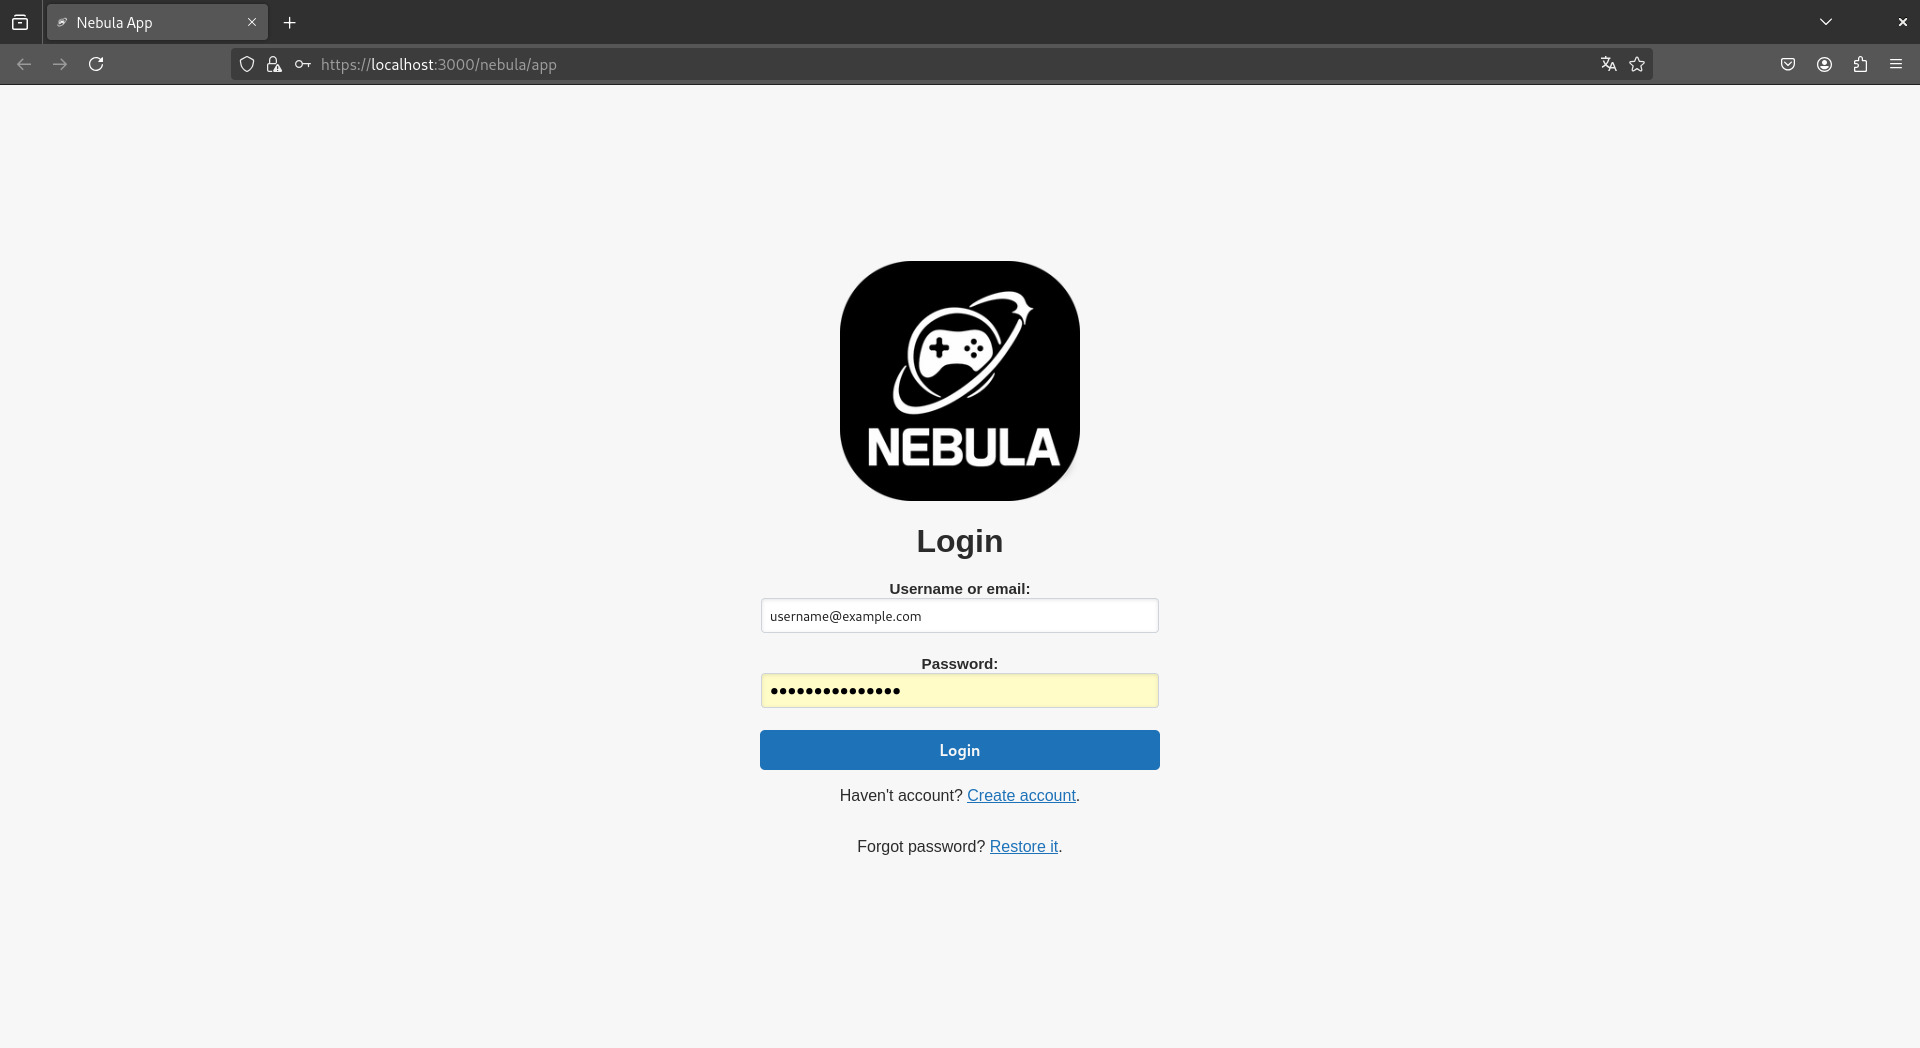 Nebula App
https://localhost:3000/nebula/app
NEBULA
Login
Username or email:
username@example.com
Password:
●●●●●●●●●●●●●●●
Login
Haven't account? Create account.
Forgot password? Restore it.